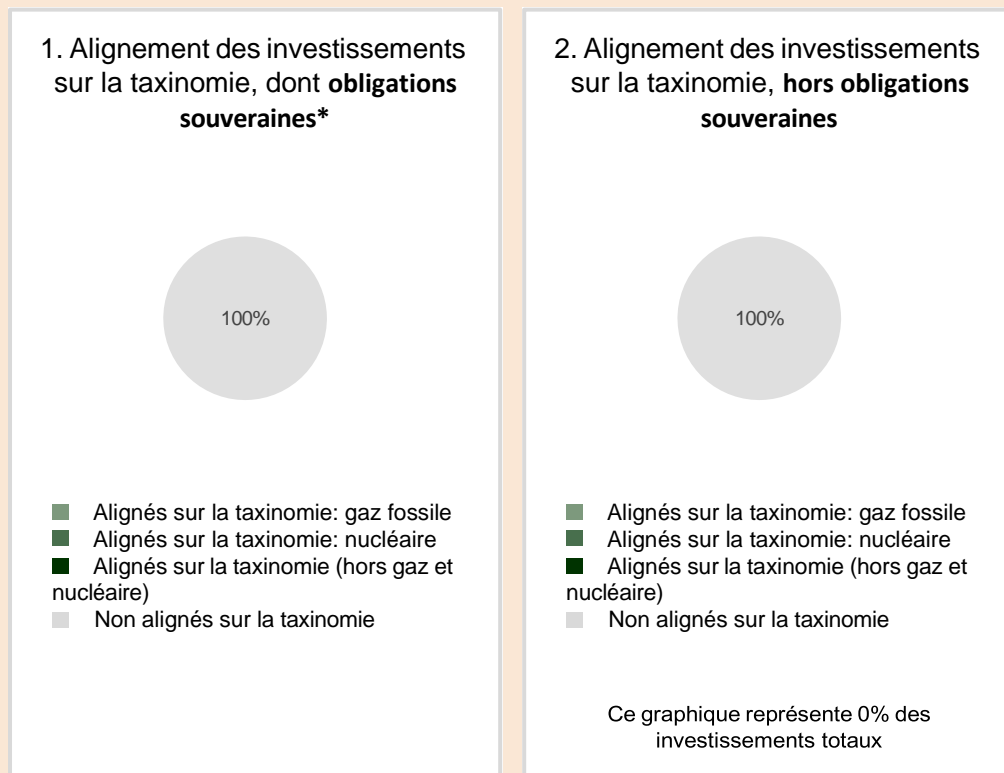 1. Alignement des investissements
sur la taxinomie, dont obligations
souveraines*
100%
Alignés sur la taxinomie: gaz fossile
Alignés sur la taxinomie: nucléaire
Alignés sur la taxinomie (hors gaz et
nucléaire)
Non alignés sur la taxinomie
2. Alignement des investissements
sur la taxinomie, hors obligations
souveraines
100%
Alignés sur la taxinomie: gaz fossile
Alignés sur la taxinomie: nucléaire
Alignés sur la taxinomie (hors gaz et
nucléaire)
Non alignés sur la taxinomie
Ce graphique représente 0% des
investissements totaux